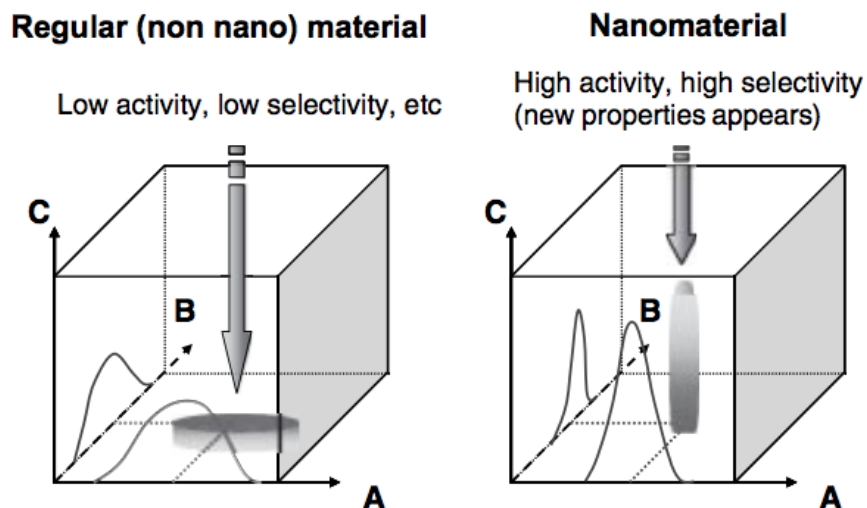 Regular (non nano) material
Low activity, low selectivity, etc
C
B
A
Nanomaterial
High activity, high selectivity
(new properties appears)
C
B
A